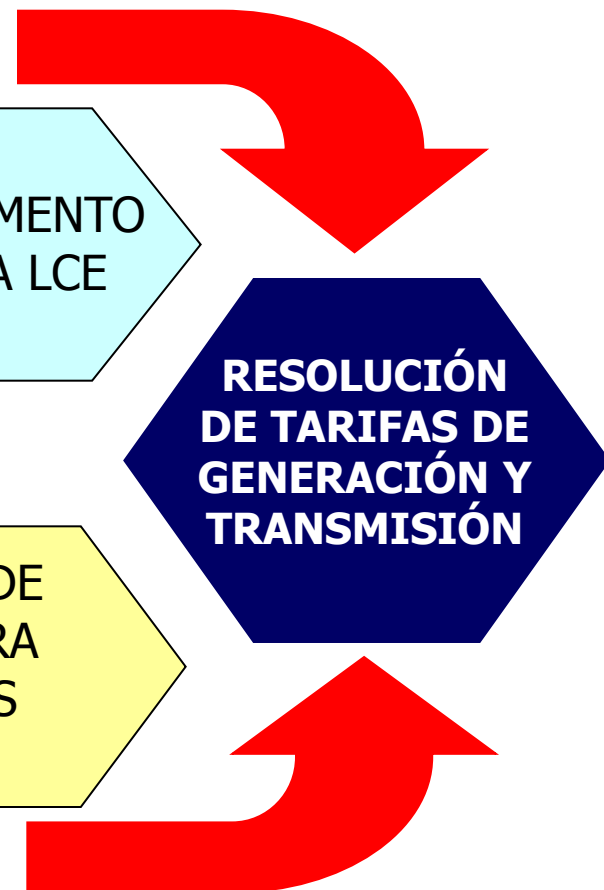 MENTO
A LCE
RESOLUCIÓN
DE TARIFAS DE
GENERACIÓN Y
TRANSMISIÓN
DE
RA
S